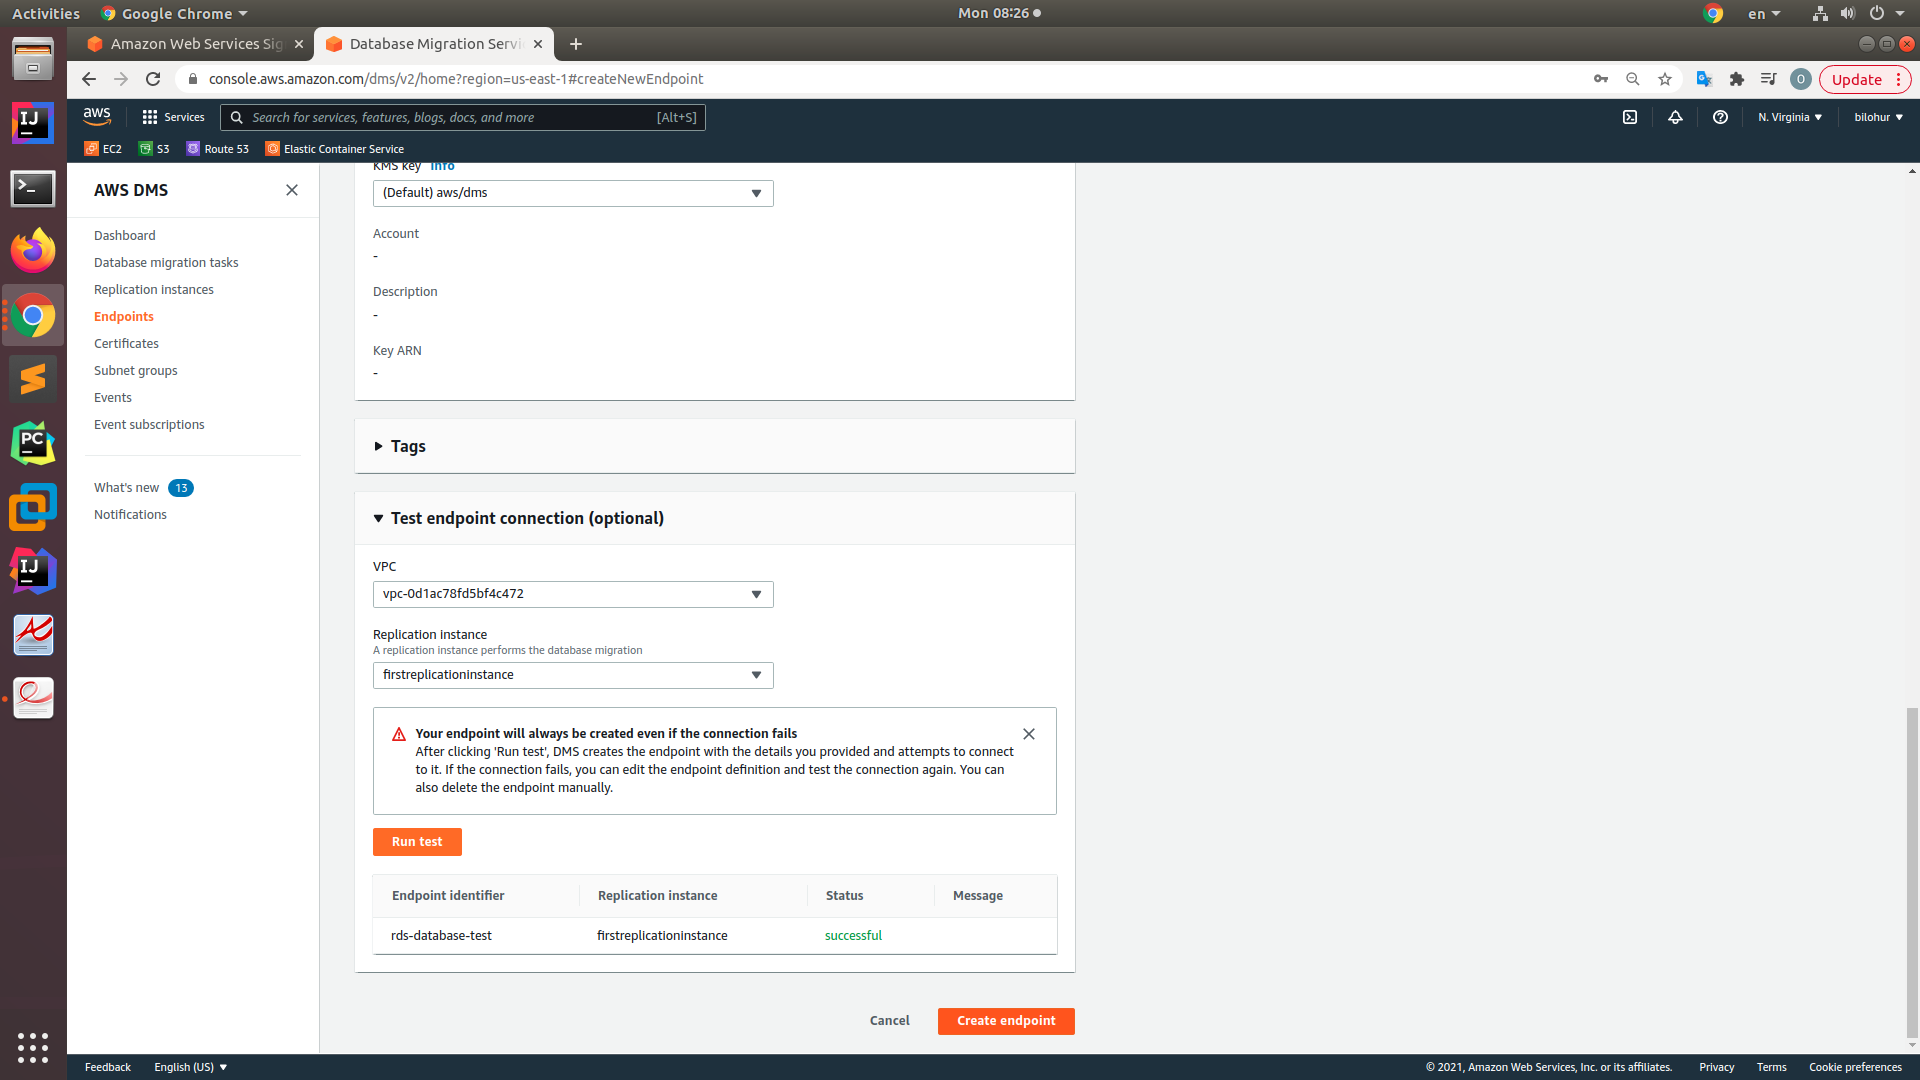 Activities
Google Chrome
Mon 08:26
en
Amazon Web Services Sig
Database Migration Servi
console.aws.amazon.com/dms/v2/home?region=us-east-1#createNewEndpoint
O
Update
aws
Services
Search for services, features, blogs, docs, and more
[Alt+S]
N. Virginia
bilohur
EC2
S3
Route 53
Elastic Container Service
AWS DMS
Dashboard
Database migration tasks
Replication instances
Endpoints
Certificates
Subnet groups
Events
Event subscriptions
What's new 13
Notifications
KMS key Info
(Default) aws/dms
Account
-
Description
-
Key ARN
-
Tags
Test endpoint connection (optional)
VPC
vpc-0d1ac78fd5bf4c472
Replication instance
A replication instance performs the database migration
firstreplicationinstance
Your endpoint will always be created even if the connection fails
After clicking 'Run test', DMS creates the endpoint with the details you provided and attempts to connect
to it. If the connection fails, you can edit the endpoint definition and test the connection again. You can
also delete the endpoint manually.
Run test
Endpoint identifier
Replication instance
Status
Message
rds-database-test
firstreplicationinstance
successful
Cancel
Create endpoint
Feedback
English (US)
© 2021, Amazon Web Services, Inc. or its affiliates.
Privacy
Terms
Cookie preferences
IJ
PC
IJ